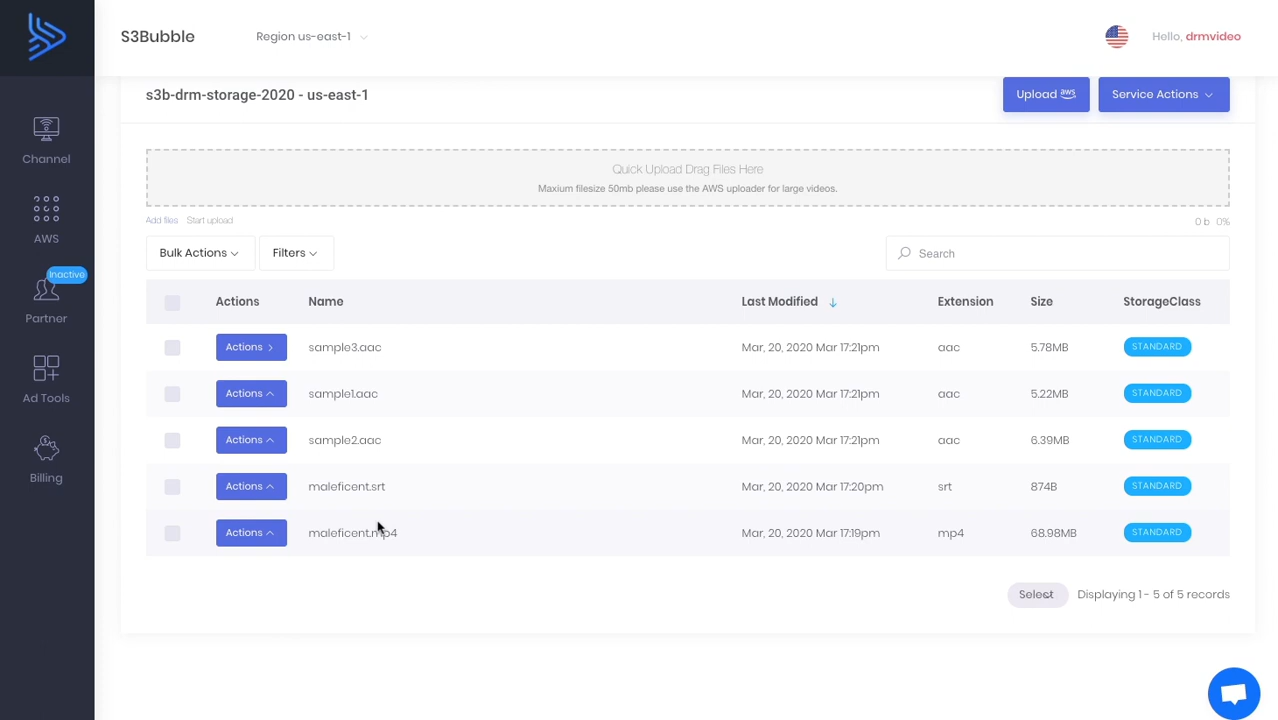 S3Bubble
Region us-east-1
Hello, drmvideo
Channel
AWS
Inactive
Partner
Ad Tools
Billing
s3b-drm-storage-2020 - us-east-1
Upload aws
Service Actions
Quick Upload Drag Files Here
Maxium filesize 50mb please use the AWS uploader for large videos.
Add files Start upload
0 b 0%
Bulk Actions
Filters
Search
Actions Name Last Modified Extension Size StorageClass
Actions sample3.aac Mar, 20, 2020 Mar 17:21pm aac 5.78MB STANDARD
Actions sample1.aac Mar, 20, 2020 Mar 17:21pm aac 5.22MB STANDARD
Actions sample2.aac Mar, 20, 2020 Mar 17:21pm aac 6.39MB STANDARD
Actions maleficent.srt Mar, 20, 2020 Mar 17:20pm srt 874B STANDARD
Actions maleficent.mp4 Mar, 20, 2020 Mar 17:19pm mp4 68.98MB STANDARD
Select Displaying 1 - 5 of 5 records